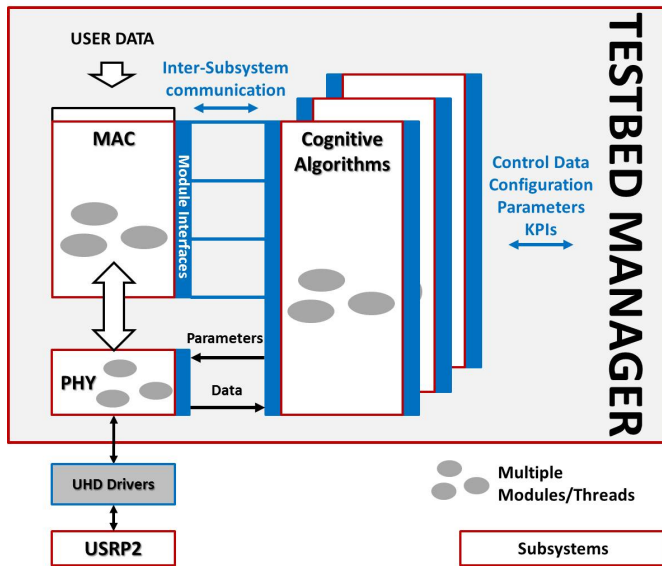 USER DATA
Inter-Subsystem
communication
MAC
Module Interfaces
Cognitive
Algorithms
Control Data
Configuration
Parameters
KPIs
TESTBED MANAGER
Parameters
PHY
Data
UHD Drivers
Multiple
Modules/Threads
USRP2
Subsystems